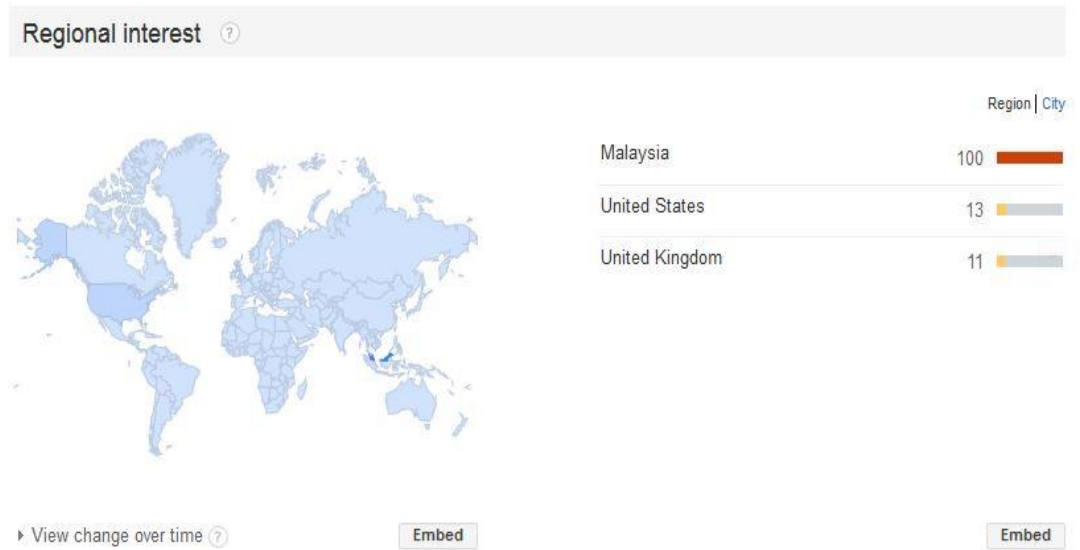 Regional interest ?
Region | City
Malaysia 100
United States 13
United Kingdom 11
View change over time ?
Embed
Embed